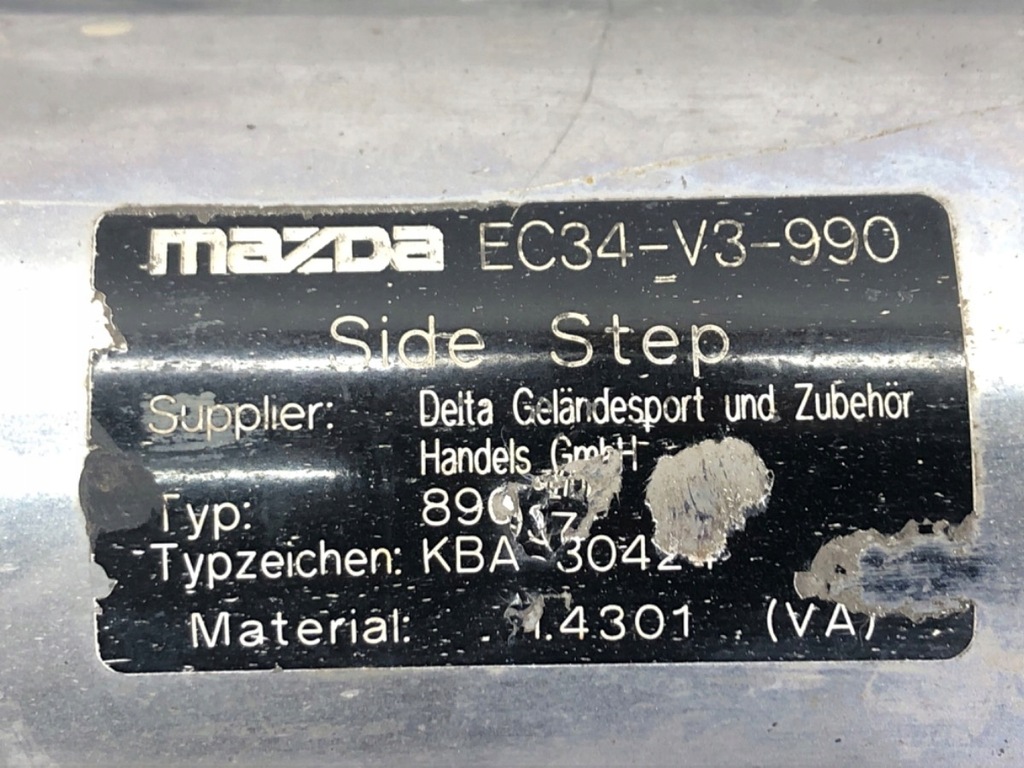 mazda EC34-V3-990
Side Step
Supplier: Delta Geländesport und Zubehör
Handels GmbH
Typ:
Typzeichen: KBA
Material: 1.4301 (VA)